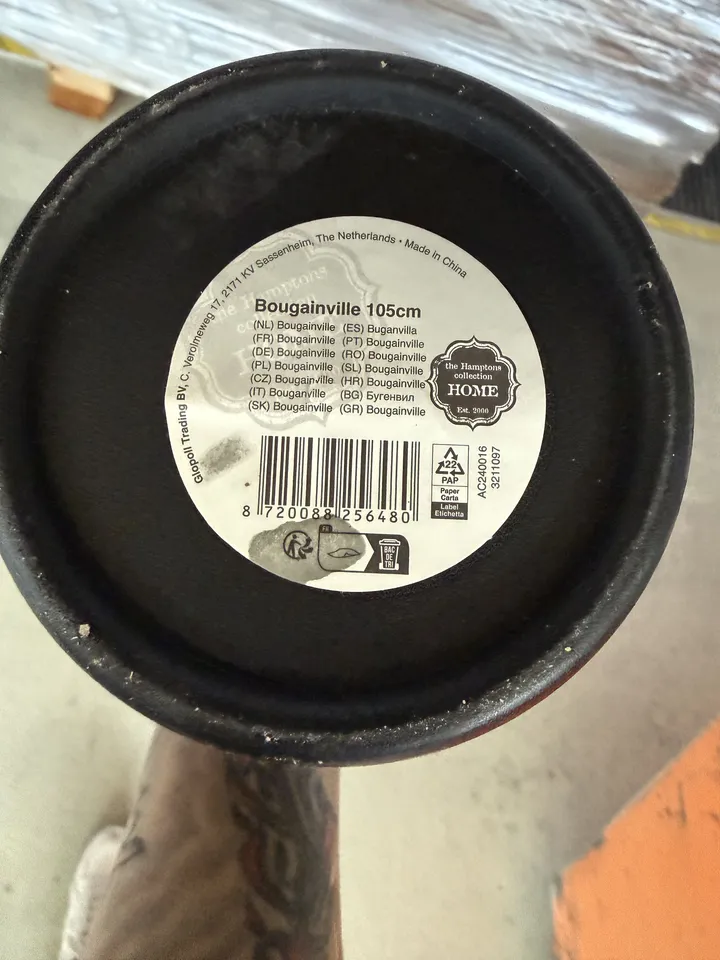 Glopoll Trading BV, C. Verolmeweg 17, 2171 KV Sassenheim, The Netherlands • Made in China
Bougainville 105cm
(NL) Bougainville (ES) Buganvilla
(FR) Bougainville (PT) Bougainville
(DE) Bougainville (RO) Bougainville
(PL) Bougainville (SL) Bougainville
(CZ) Bougainville (HR) Bougainville
(IT) Bouganville (BG) Бугенвил
(SK) Bougainville (GR) Bougainville
the Hamptons
collection
HOME
Est. 2000
8 720088 256480
22
PAP
Paper
Carta
Label
Etichetta
AC240016
3211097
FR
BAC
DE
TRI